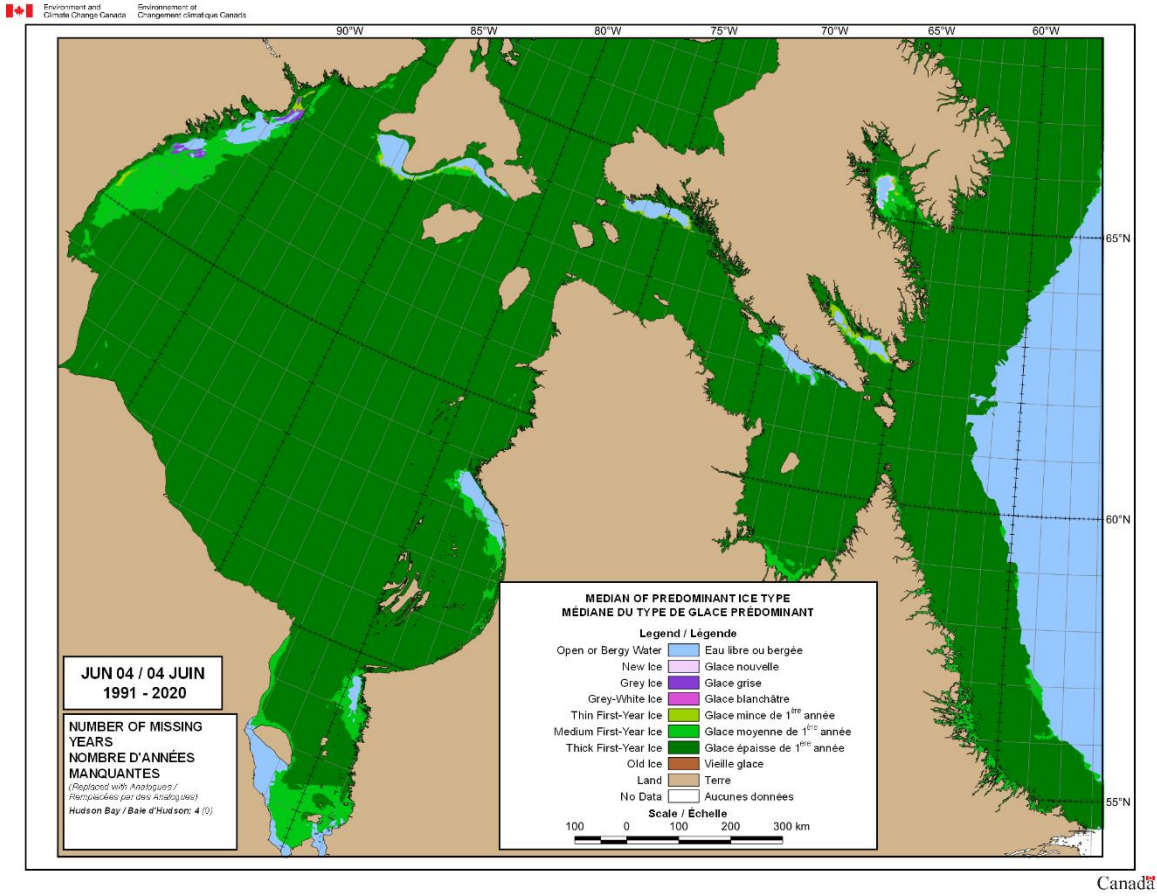 Environment and Environnement et
Climate Change Canada Changement climatique Canada
90°W 85°W 80°W 75°W 70°W 65°W 60°W
65°N
60°N
55°N
JUN 04 / 04 JUIN
1991 - 2020
NUMBER OF MISSING
YEARS
NOMBRE D'ANNÉES
MANQUANTES
(Replaced with Analogues /
Remplacées par des Analogues)
Hudson Bay / Baie d'Hudson: 4 (0)
MEDIAN OF PREDOMINANT ICE TYPE
MÉDIANE DU TYPE DE GLACE PRÉDOMINANT
Legend / Légende
Open or Bergy Water Eau libre ou bergée
New Ice Glace nouvelle
Grey Ice Glace grise
Grey-White Ice Glace blanchâtre
Thin First-Year Ice Glace mince de 1ère année
Medium First-Year Ice Glace moyenne de 1ère année
Thick First-Year Ice Glace épaisse de 1ère année
Old Ice Vieille glace
Land Terre
No Data Aucunes données
Scale / Échelle
100 0 100 200 300 km
Canada